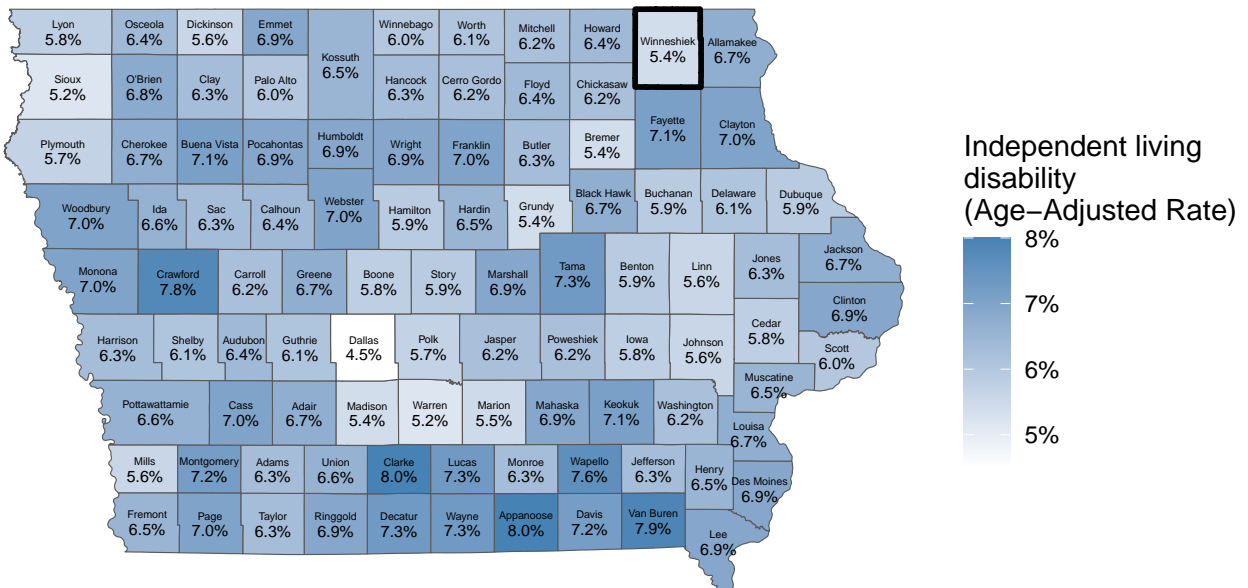 Lyon
5.8%
Osceola
6.4%
Dickinson
5.6%
Emmet
6.9%
Kossuth
6.5%
Winnebago
6.0%
Worth
6.1%
Mitchell
6.2%
Howard
6.4%
Winneshiek
5.4%
Allamakee
6.7%
Sioux
5.2%
O'Brien
6.8%
Clay
6.3%
Palo Alto
6.0%
Hancock
6.3%
Cerro Gordo
6.2%
Floyd
6.4%
Chickasaw
6.2%
Fayette
7.1%
Clayton
7.0%
Plymouth
5.7%
Cherokee
6.7%
Buena Vista
7.1%
Pocahontas
6.9%
Humboldt
6.9%
Wright
6.9%
Franklin
7.0%
Butler
6.3%
Bremer
5.4%
Woodbury
7.0%
Ida
6.6%
Sac
6.3%
Calhoun
6.4%
Webster
7.0%
Hamilton
5.9%
Hardin
6.5%
Grundy
5.4%
Black Hawk
6.7%
Buchanan
5.9%
Delaware
6.1%
Dubuque
5.9%
Monona
7.0%
Crawford
7.8%
Carroll
6.2%
Greene
6.7%
Boone
5.8%
Story
5.9%
Marshall
6.9%
Tama
7.3%
Benton
5.9%
Linn
5.6%
Jones
6.3%
Jackson
6.7%
Clinton
6.9%
Harrison
6.3%
Shelby
6.1%
Audubon
6.4%
Guthrie
6.1%
Dallas
4.5%
Polk
5.7%
Jasper
6.2%
Poweshiek
6.2%
Iowa
5.8%
Johnson
5.6%
Cedar
5.8%
Scott
6.0%
Muscatine
6.5%
Pottawattamie
6.6%
Cass
7.0%
Adair
6.7%
Madison
5.4%
Warren
5.2%
Marion
5.5%
Mahaska
6.9%
Keokuk
7.1%
Washington
6.2%
Louisa
6.7%
Mills
5.6%
Montgomery
7.2%
Adams
6.3%
Union
6.6%
Clarke
8.0%
Lucas
7.3%
Monroe
6.3%
Wapello
7.6%
Jefferson
6.3%
Henry
6.5%
Des Moines
6.9%
Fremont
6.5%
Page
7.0%
Taylor
6.3%
Ringgold
6.9%
Decatur
7.3%
Wayne
7.3%
Appanoose
8.0%
Davis
7.2%
Van Buren
7.9%
Lee
6.9%
Independent living
disability
(Age−Adjusted Rate)
8%
7%
6%
5%